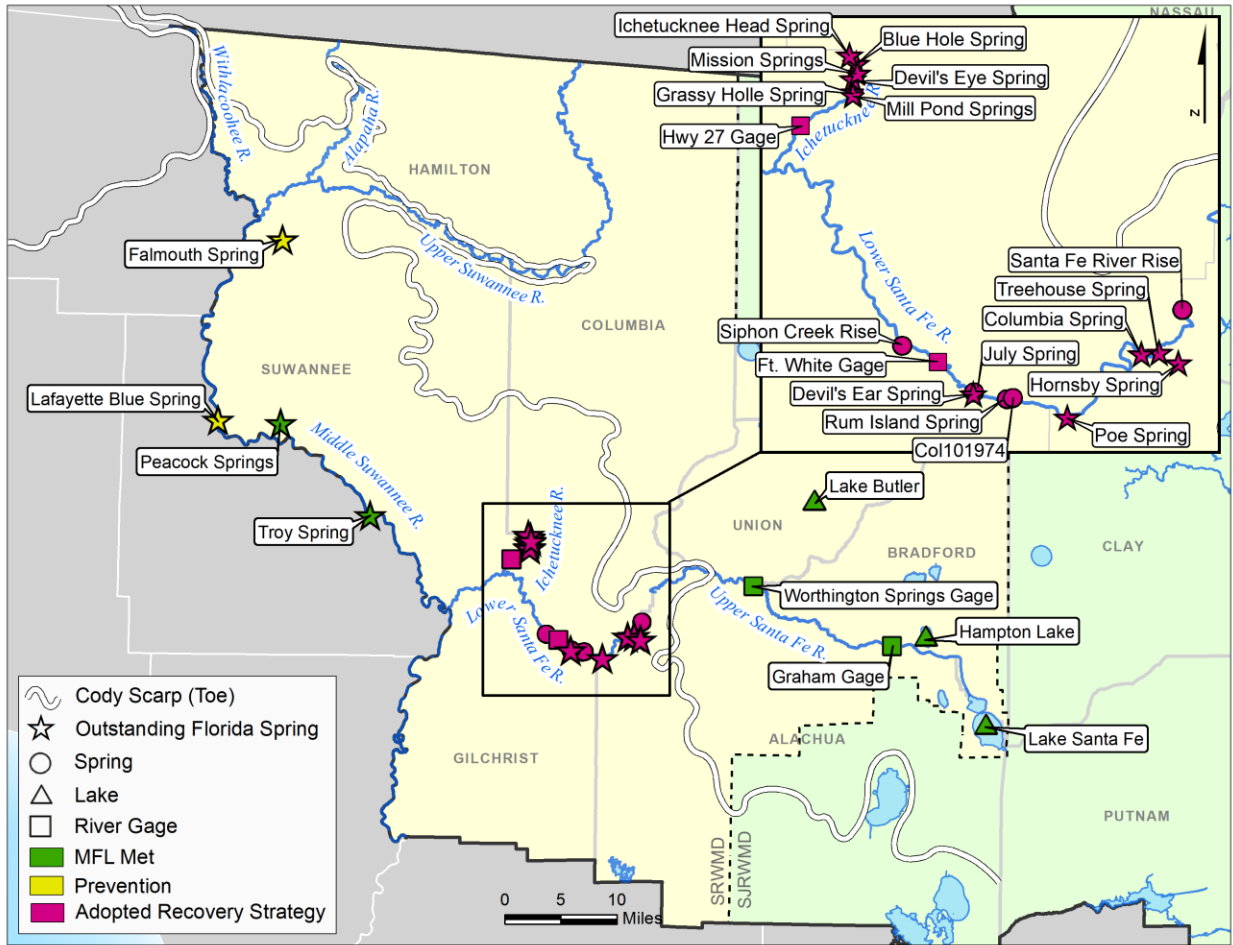 NASSAU
Ichetucknee Head Spring
Blue Hole Spring
Mission Springs
Devil's Eye Spring
Grassy Holle Spring
Mill Pond Springs
Hwy 27 Gage
Ichetucknee R.
N
Withlacoohee R.
Alapaha R.
HAMILTON
Falmouth Spring
Upper Suwannee R.
Lower Santa Fe R.
Santa Fe River Rise
Treehouse Spring
Columbia Spring
COLUMBIA
Siphon Creek Rise
July Spring
Ft. White Gage
Hornsby Spring
SUWANNEE
Devil's Ear Spring
Lafayette Blue Spring
Rum Island Spring
Poe Spring
Col101974
Peacock Springs
Middle Suwannee R.
Lake Butler
Troy Spring
UNION
Ichetucknee R.
BRADFORD
CLAY
Worthington Springs Gage
Lower
Santa Fe R.
Upper Santa Fe R.
Hampton Lake
Graham Gage
Cody Scarp (Toe)
Outstanding Florida Spring
Spring
Lake
River Gage
MFL Met
Prevention
Adopted Recovery Strategy
GILCHRIST
ALACHUA
Lake Santa Fe
PUTNAM
SRWMD
SJRWMD
0 5 10
Miles